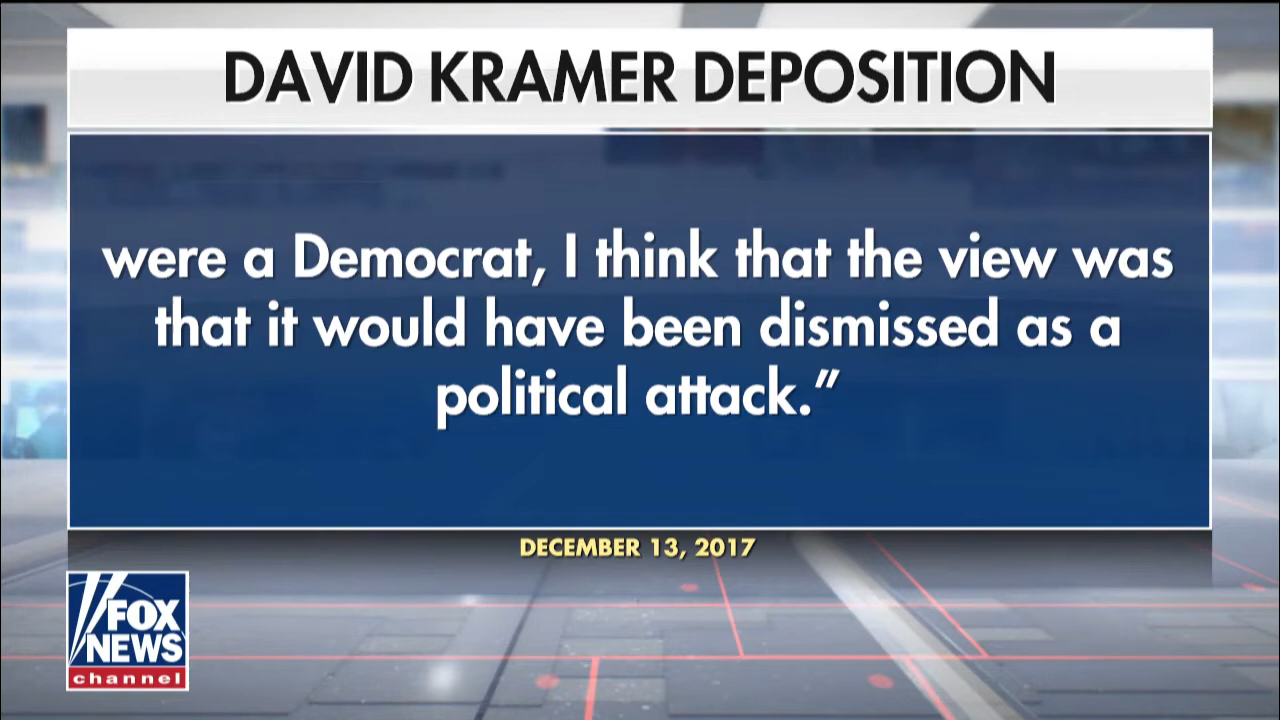 DAVID KRAMER DEPOSITION
were a Democrat, I think that the view was
that it would have been dismissed as a
political attack.”
DECEMBER 13, 2017
FOX
NEWS
channel